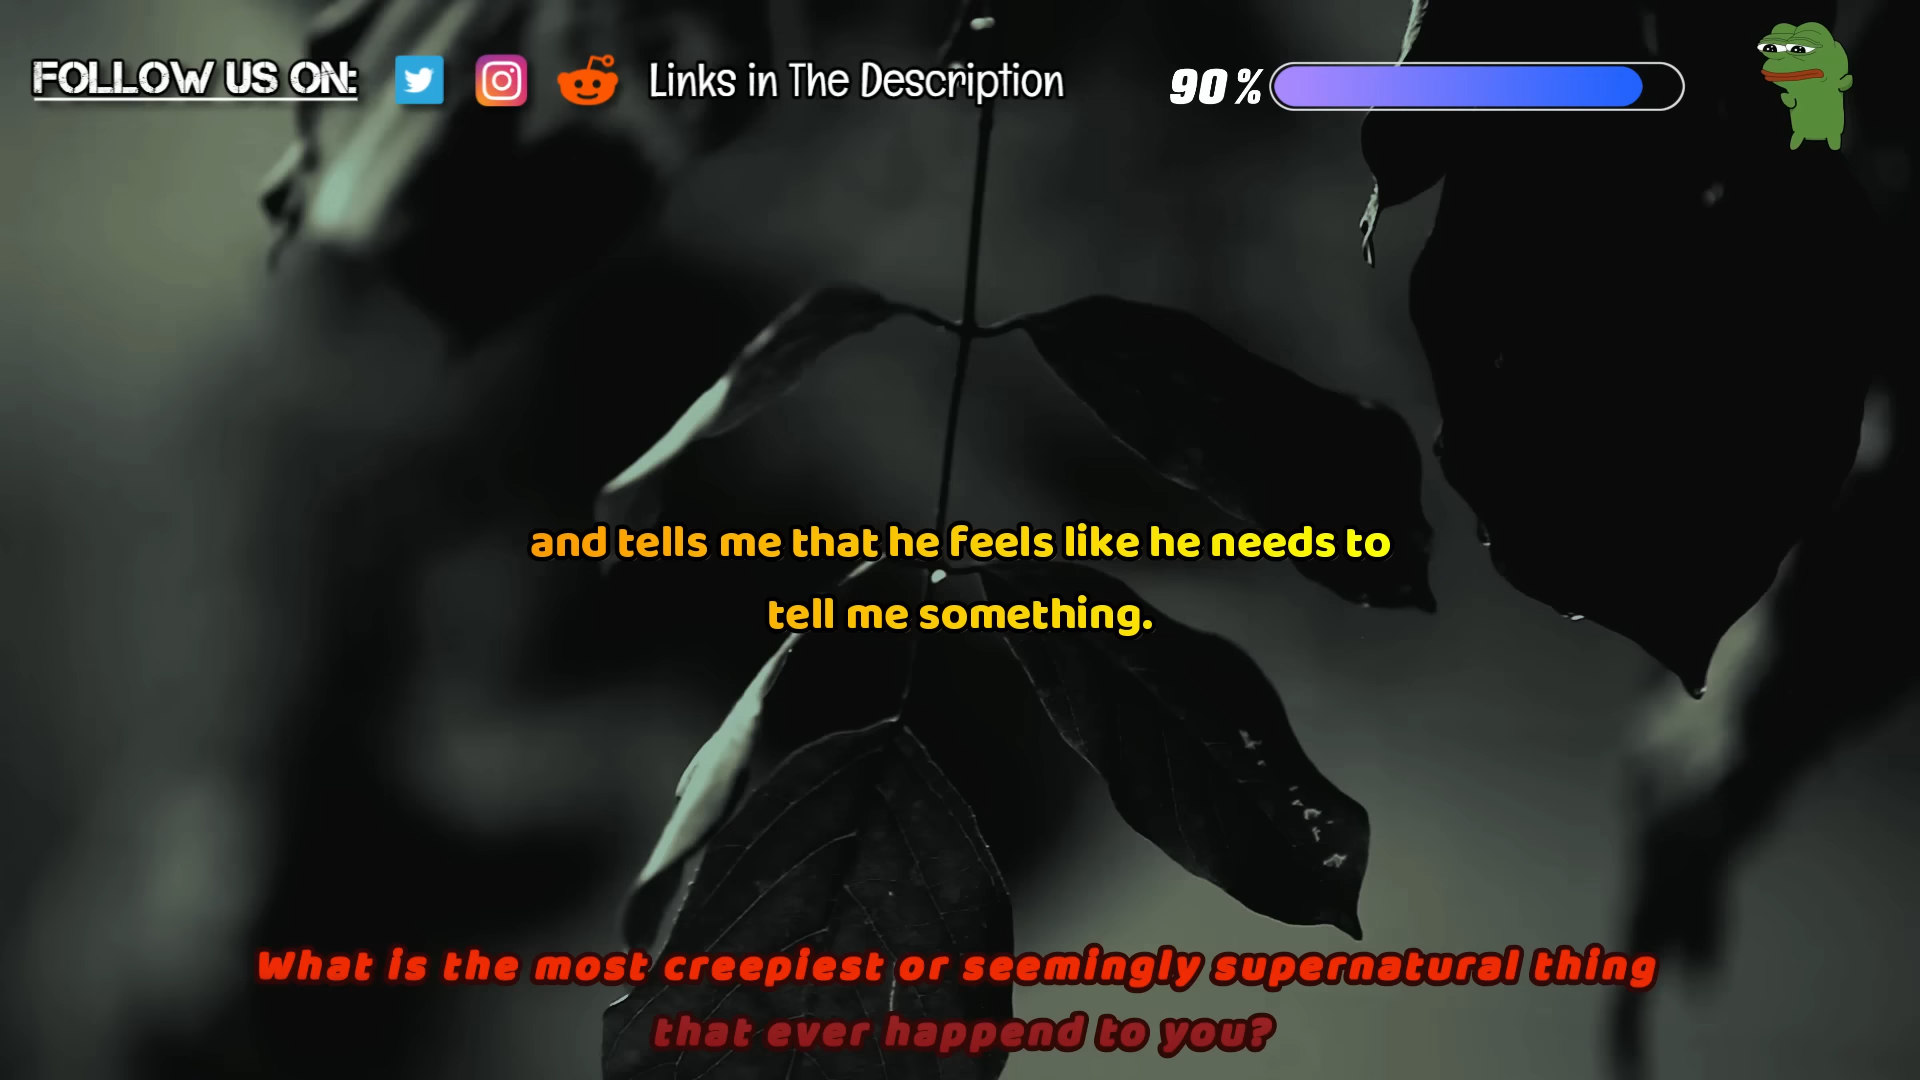 FOLLOW US ON: Links in The Description 90%
and tells me that he feels like he needs to
tell me something.
What is the most creepiest or seemingly supernatural thing
that ever happend to you?